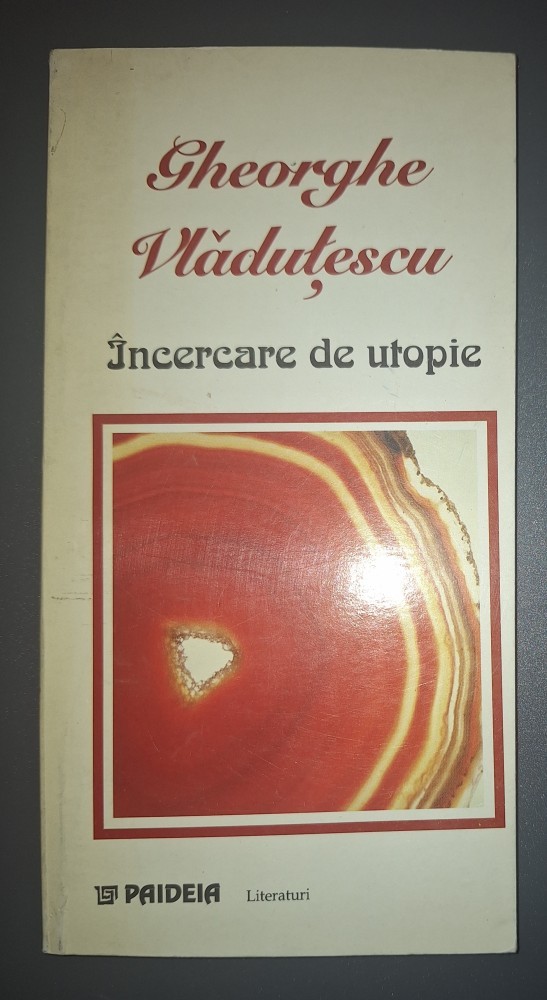 Gheorghe
Vlăduțescu
Încercare de utopie
PAIDEIA Literaturi